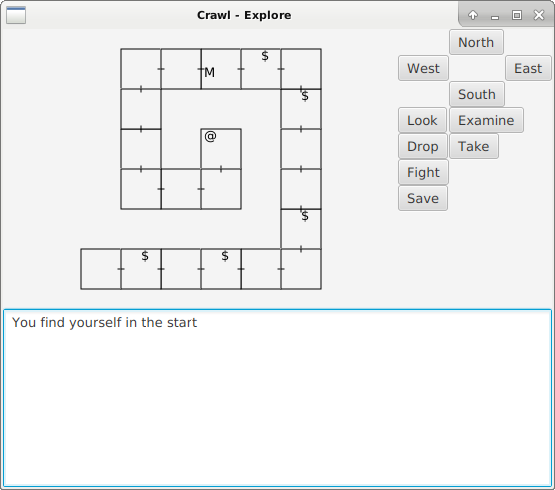 Crawl - Explore
North
West East
South
Look Examine
Drop Take
Fight
Save
$
M
$
@
$
$ $
You find yourself in the start